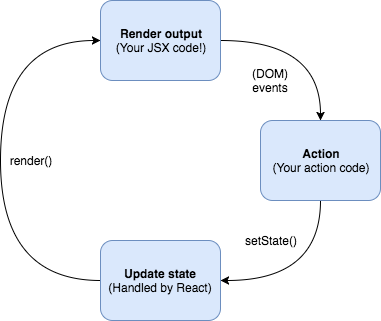 Render output
(Your JSX code!)
(DOM)
events
Action
(Your action code)
render()
setState()
Update state
(Handled by React)